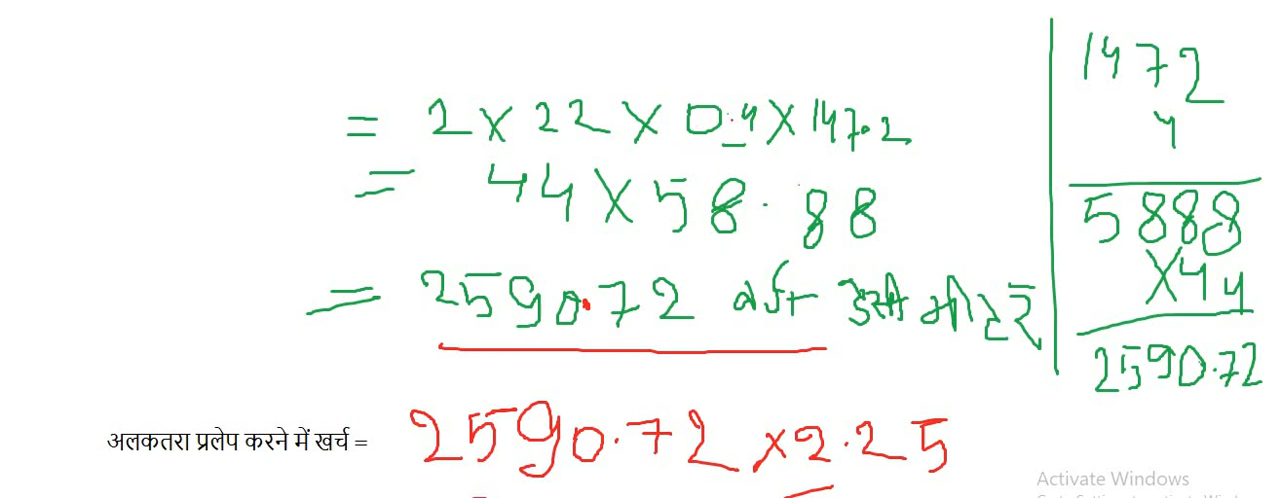 = 2 X 22 X 0.4 X 147.2
= 44 X 58.88
= 2590.72 वर्ग डेसी मीटर
1472
4
5888
X44
2590.72
अलकतरा प्रलेप करने में खर्च = 2590.72 X 2.25
Activate Windows